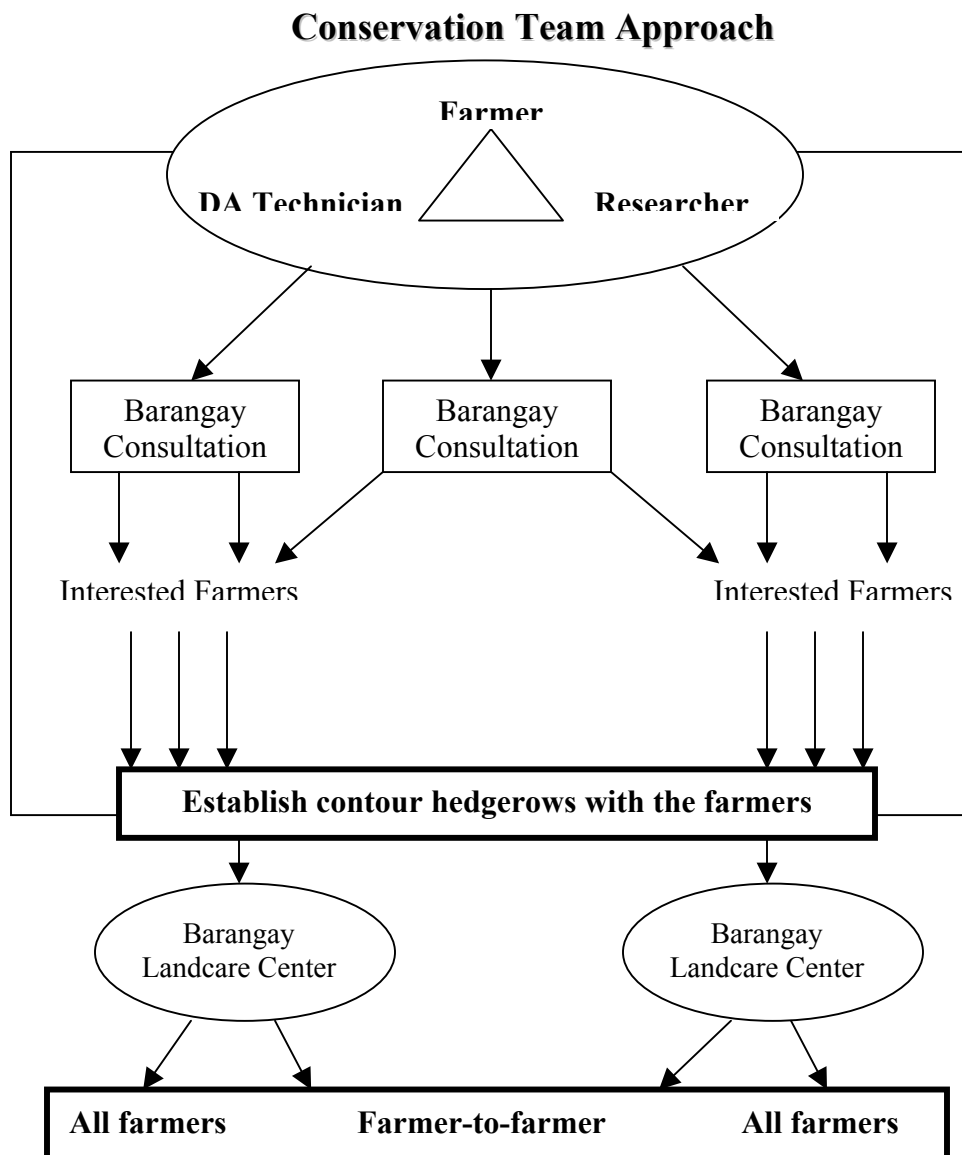 Conservation Team Approach
Farmer
DA Technician
Researcher
Barangay
Consultation
Barangay
Consultation
Barangay
Consultation
Interested Farmers
Interested Farmers
Establish contour hedgerows with the farmers
Barangay
Landcare Center
Barangay
Landcare Center
All farmers
Farmer-to-farmer
All farmers